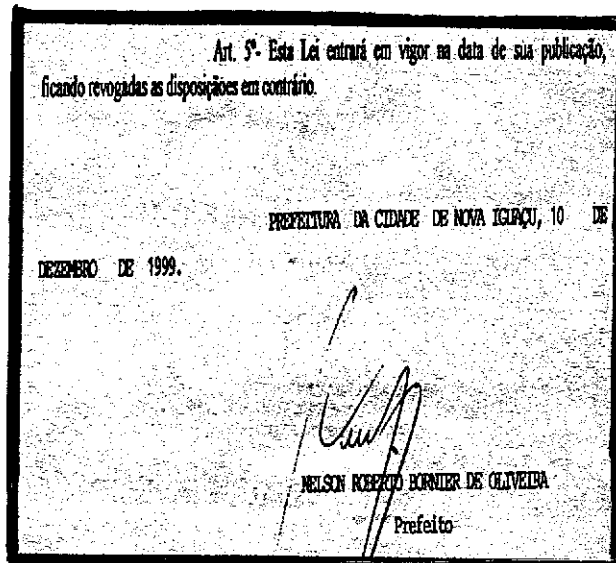 Art. 5º- Esta Lei entrará em vigor na data de sua publicação,
ficando revogadas as disposições em contrário.
PREFEITURA DA CIDADE DE NOVA IGUAÇU, 10 DE
DEZEMBRO DE 1999.
NELSON ROBERTO BORNIER DE OLIVEIRA
Prefeito